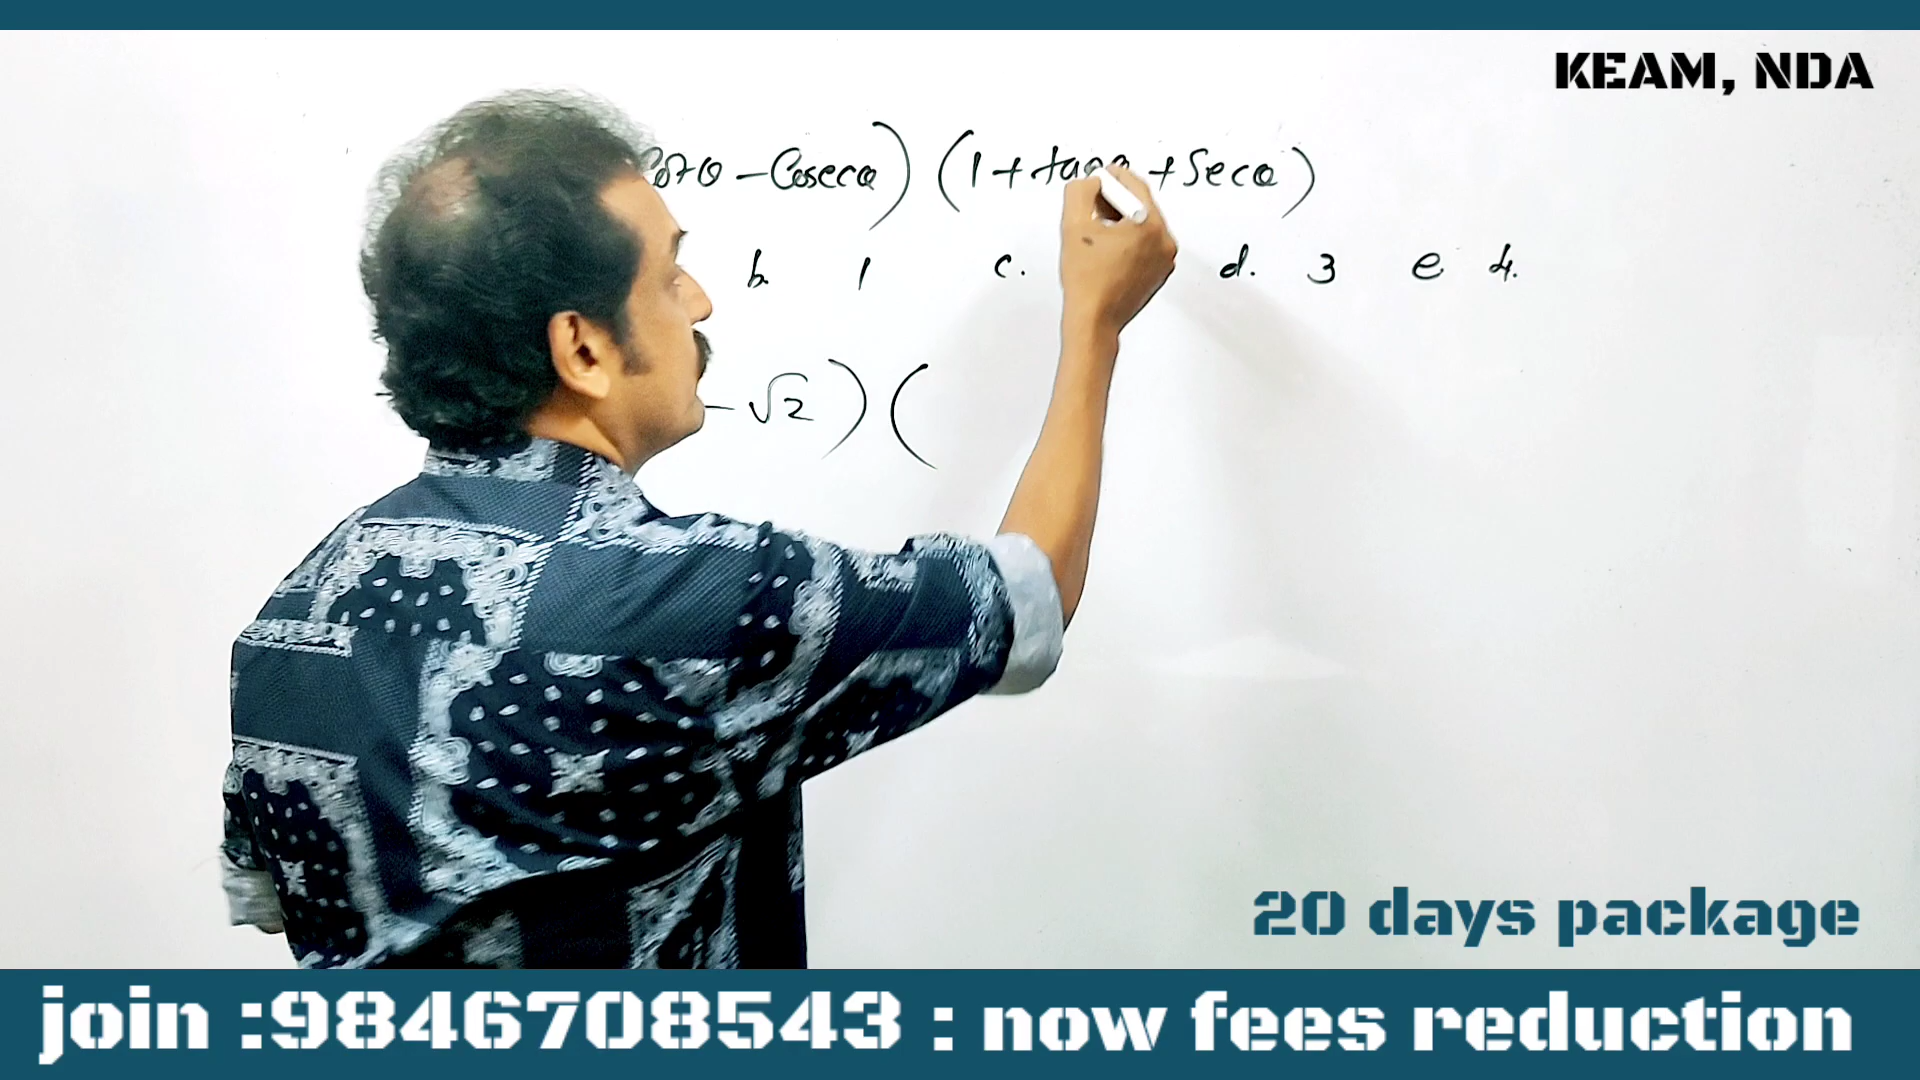 KEAM, NDA
- Cosecθ) (1 + tanθ + Secθ)
b. 1 c. d. 3 e 4.
- √2 ) (
20 days package
join :9846708543 : now fees reduction